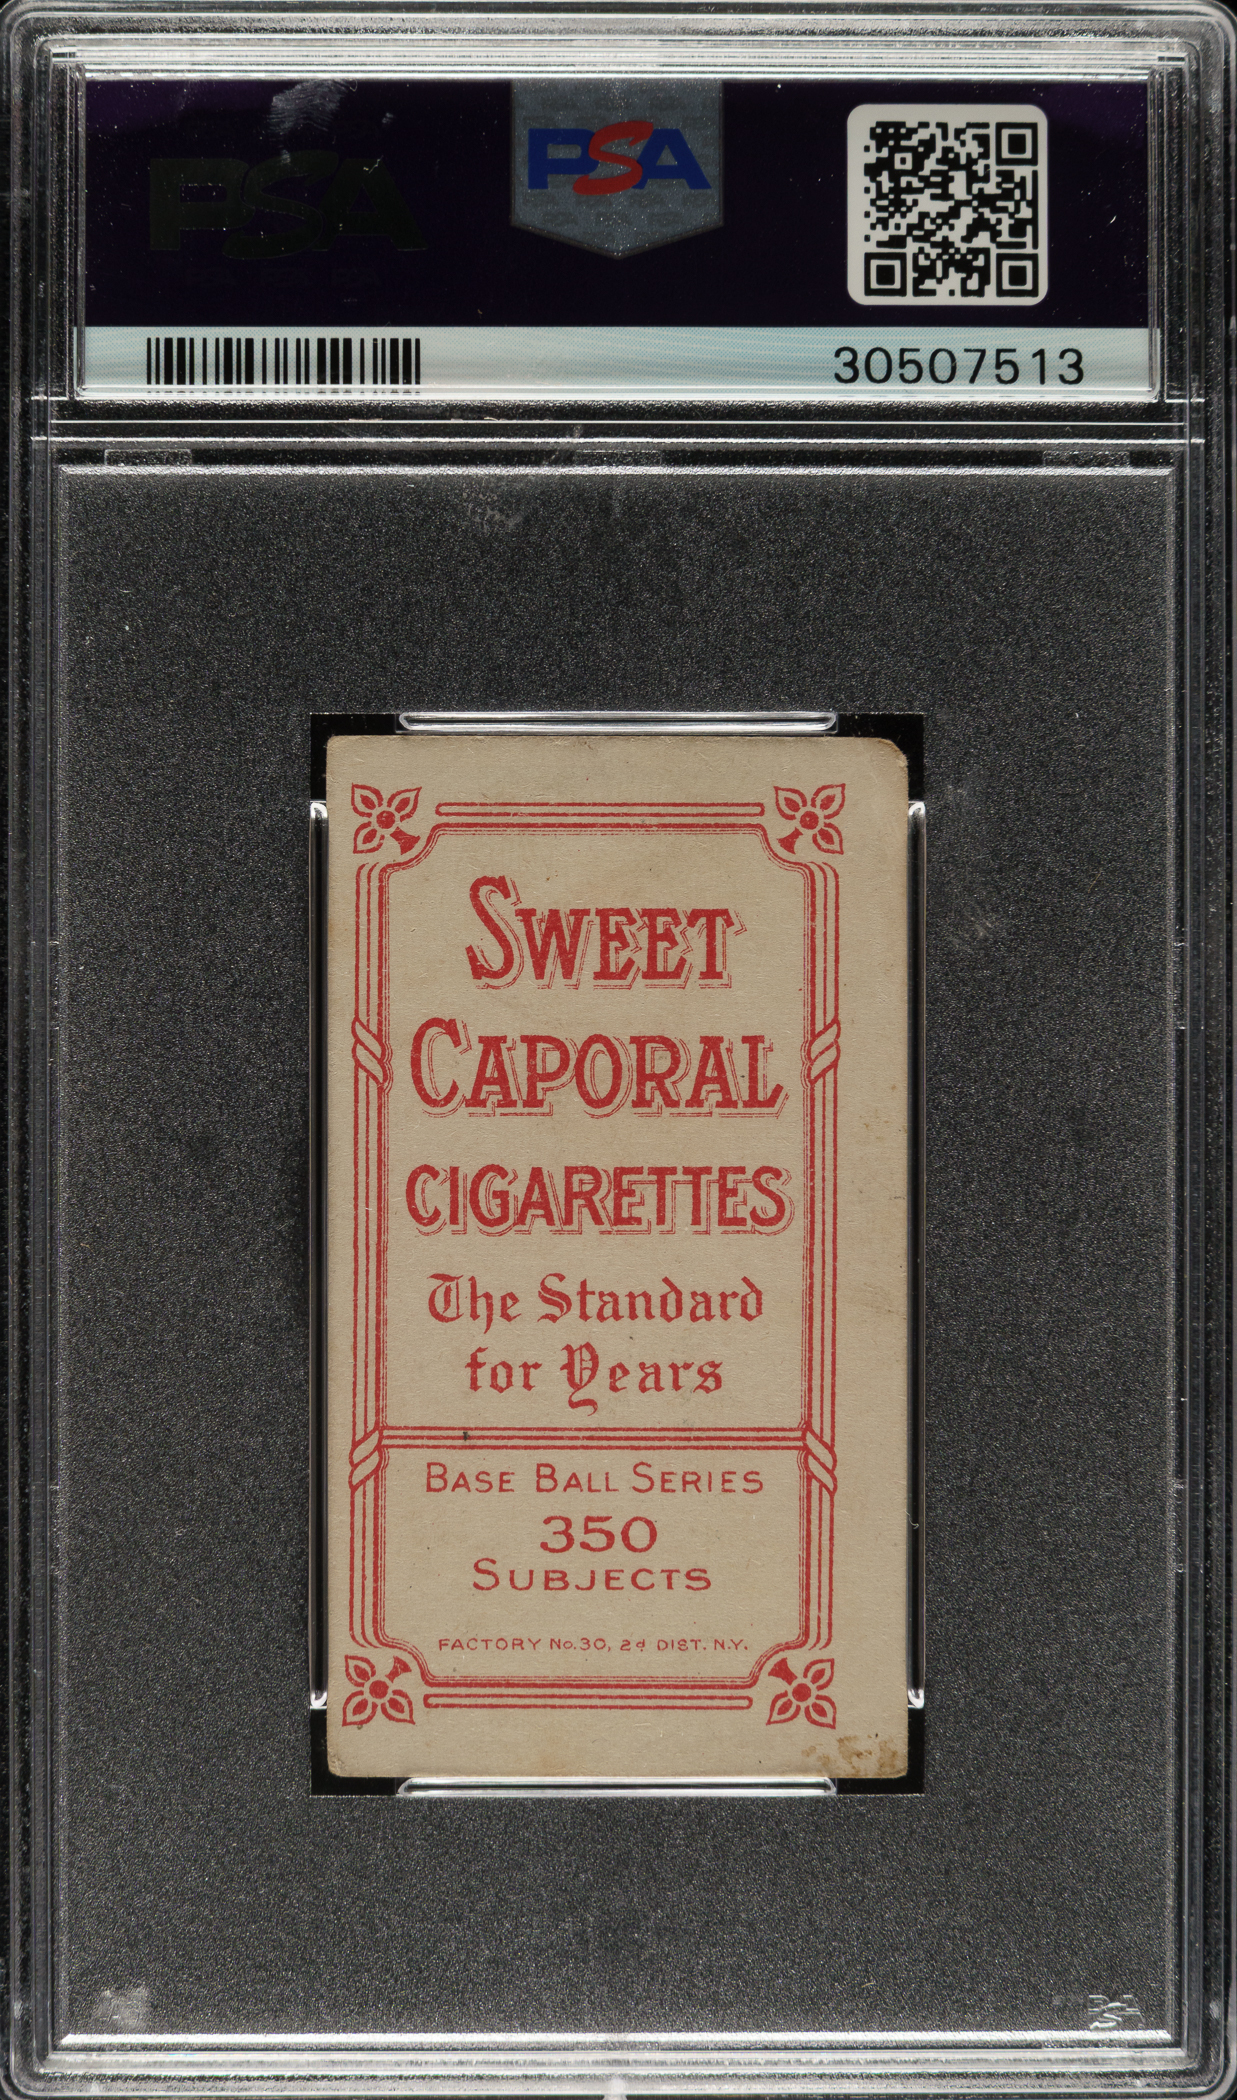 PSA
PSA
30507513
SWEET
CAPORAL
CIGARETTES
The Standard
for Years
BASE BALL SERIES
350
SUBJECTS
FACTORY No. 30, 2d DIST. N.Y.
PSA